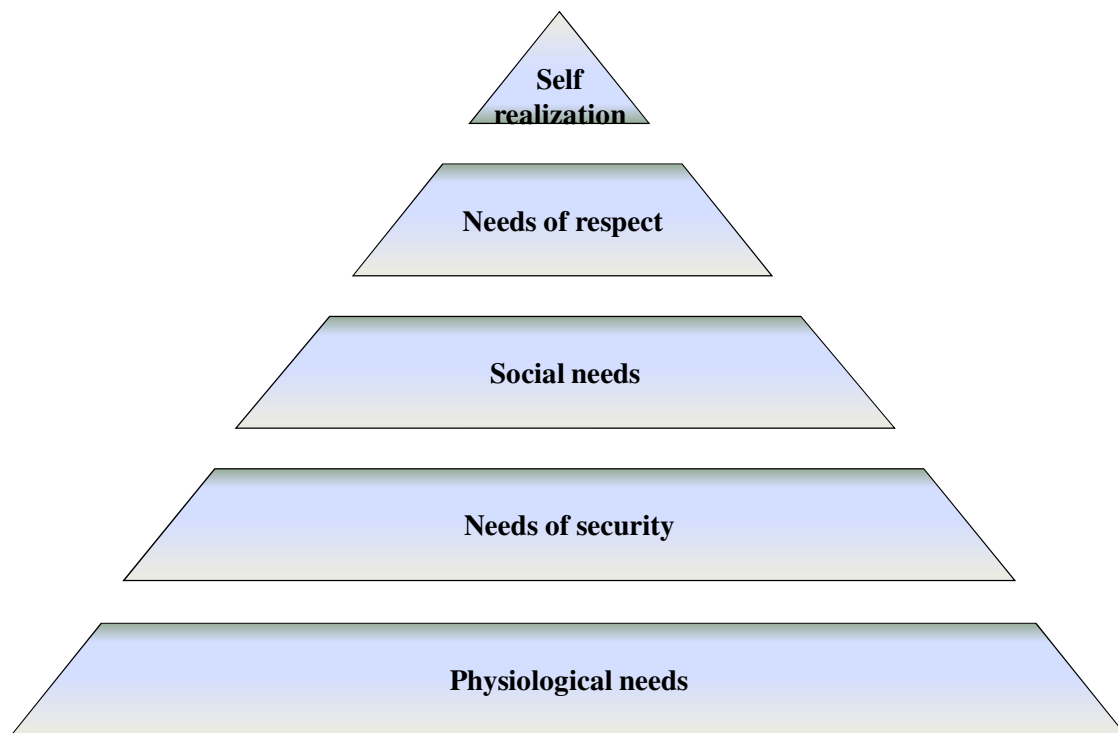 Self
realization
Needs of respect
Social needs
Needs of security
Physiological needs